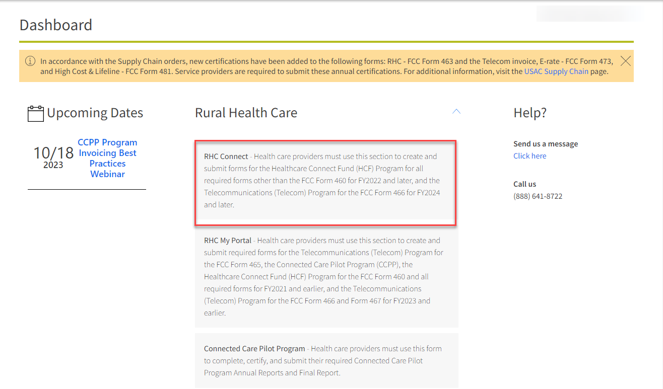 Dashboard
In accordance with the Supply Chain orders, new certifications have been added to the following forms: RHC - FCC Form 463 and the Telecom invoice, E-rate - FCC Form 473,
and High Cost & Lifeline - FCC Form 481. Service providers are required to submit these annual certifications. For additional information, visit the USAC Supply Chain page.
Upcoming Dates
10/18
2023
CCPP Program
Invoicing Best
Practices
Webinar
Rural Health Care
RHC Connect - Health care providers must use this section to create and
submit forms for the Healthcare Connect Fund (HCF) Program for all
required forms other than the FCC Form 460 for FY2022 and later, and the
Telecommunications (Telecom) Program for the FCC Form 466 for FY2024
and later.
RHC My Portal - Health care providers must use this section to create and
submit required forms for the Telecommunications (Telecom) Program for
the FCC Form 465, the Connected Care Pilot Program (CCPP), the
Healthcare Connect Fund (HCF) Program for the FCC Form 460 and all
required forms for FY2021 and earlier, and the Telecommunications
(Telecom) Program for the FCC Form 466 and Form 467 for FY2023 and
earlier.
Connected Care Pilot Program - Health care providers must use this form
to complete, certify, and submit their required Connected Care Pilot
Program Annual Reports and Final Report.
Help?
Send us a message
Click here
Call us
(888) 641-8722